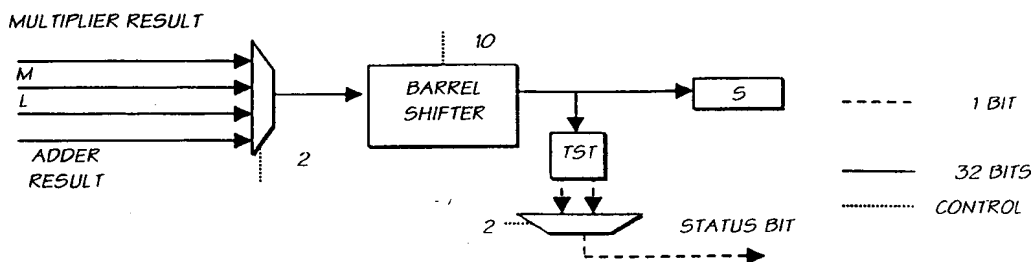 MULTIPLIER RESULT
M
L
ADDER
RESULT
2
10
BARREL
SHIFTER
S
TST
2
STATUS BIT
1 BIT
32 BITS
CONTROL